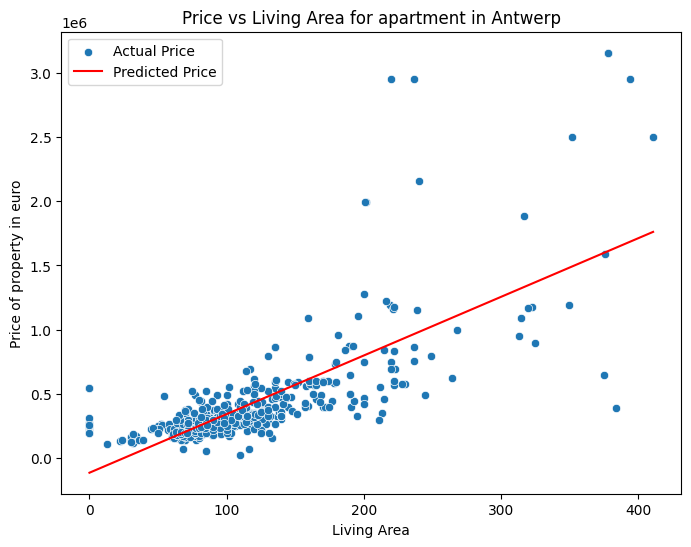 Price vs Living Area for apartment in Antwerp
1e6
Actual Price
Predicted Price
3.0
2.5
2.0
1.5
1.0
0.5
0.0
Price of property in euro
0 100 200 300 400
Living Area